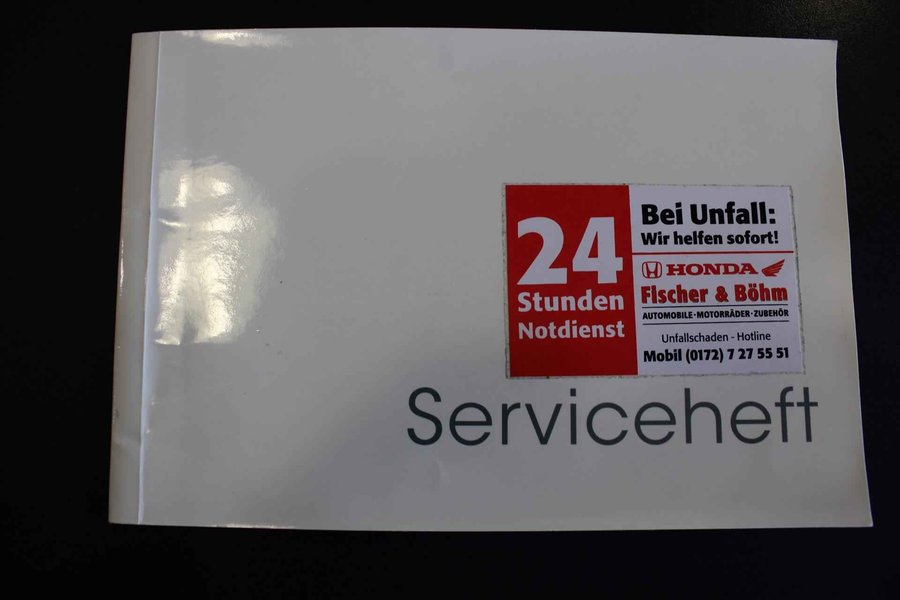 24
Stunden
Notdienst
Bei Unfall:
Wir helfen sofort!
HONDA
Fischer & Böhm
AUTOMOBILE·MOTORRÄDER·ZUBEHÖR
Unfallschaden - Hotline
Mobil (0172) 7 27 55 51
Serviceheft